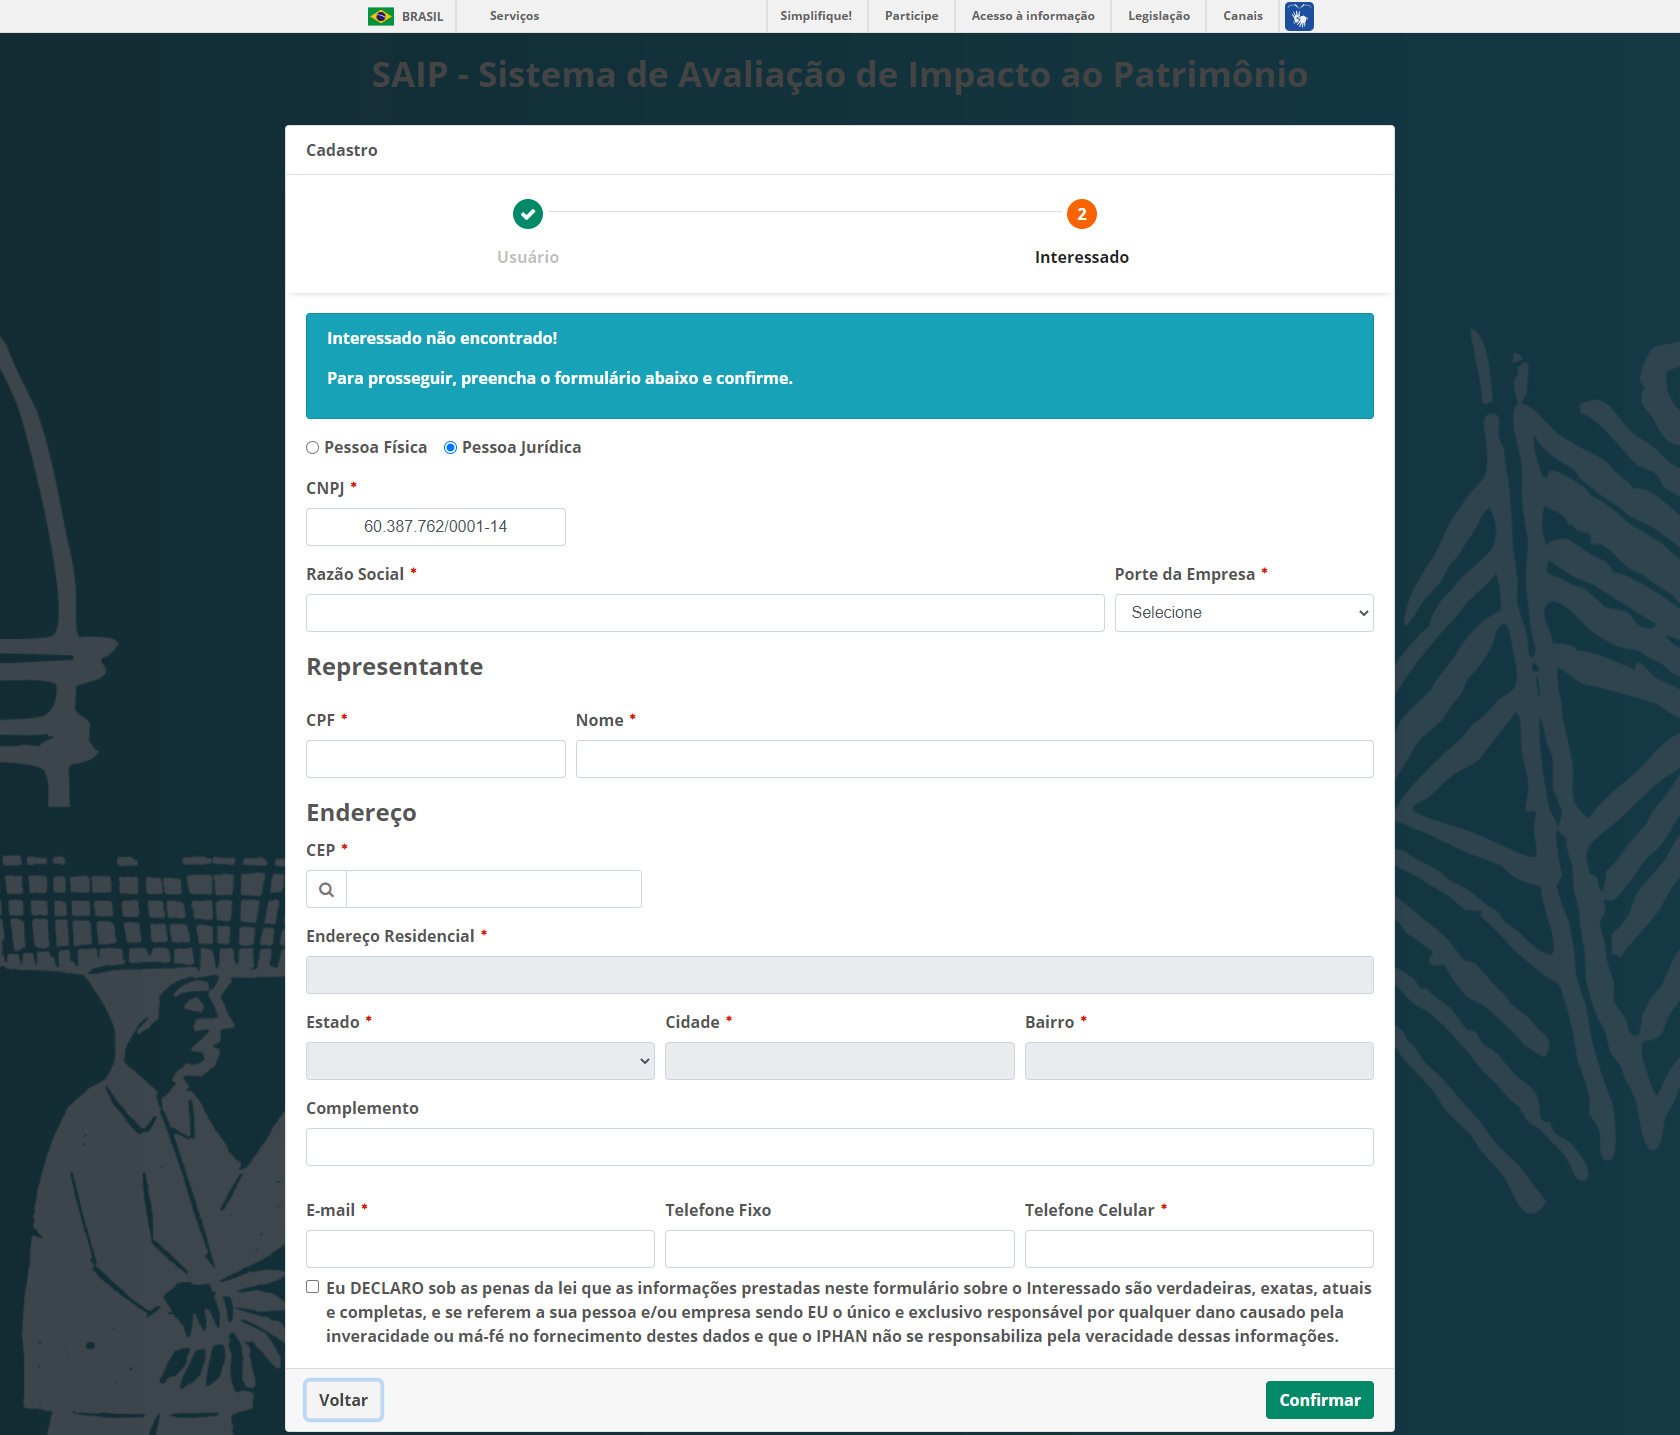 BRASIL Serviços Simplifique! Participe Acesso à informação Legislação Canais
SAIP - Sistema de Avaliação de Impacto ao Patrimônio
Cadastro
2
Usuário Interessado
Interessado não encontrado!
Para prosseguir, preencha o formulário abaixo e confirme.
Pessoa Física Pessoa Jurídica
CNPJ *
60.387.762/0001-14
Razão Social * Porte da Empresa *
Selecione
Representante
CPF * Nome *
Endereço
CEP *
Endereço Residencial *
Estado * Cidade * Bairro *
Complemento
E-mail * Telefone Fixo Telefone Celular *
Eu DECLARO sob as penas da lei que as informações prestadas neste formulário sobre o Interessado são verdadeiras, exatas, atuais
e completas, e se referem a sua pessoa e/ou empresa sendo EU o único e exclusivo responsável por qualquer dano causado pela
inveracidade ou má-fé no fornecimento destes dados e que o IPHAN não se responsabiliza pela veracidade dessas informações.
Voltar Confirmar